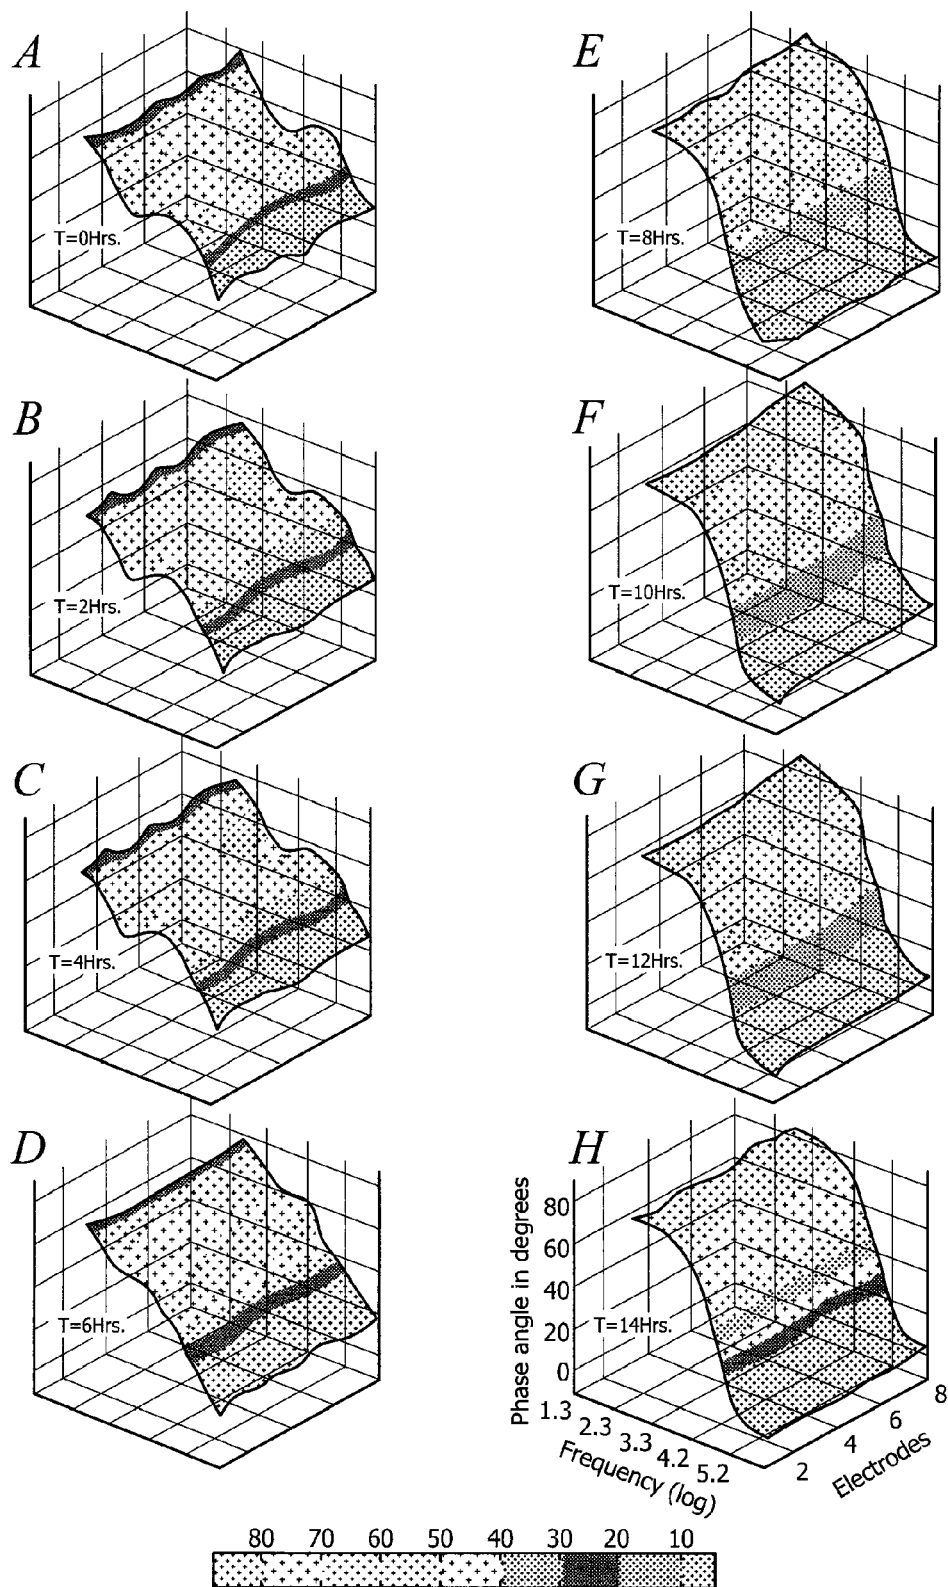 A
T=0Hrs.
B
T=2Hrs.
C
T=4Hrs.
D
T=6Hrs.
E
T=8Hrs.
F
T=10Hrs.
G
T=12Hrs.
H
T=14Hrs.
Phase angle in degrees
80
60
40
20
0
1.3 2.3 3.3 4.2 5.2
Frequency (log)
2 4 6 8
Electrodes
80 70 60 50 40 30 20 10